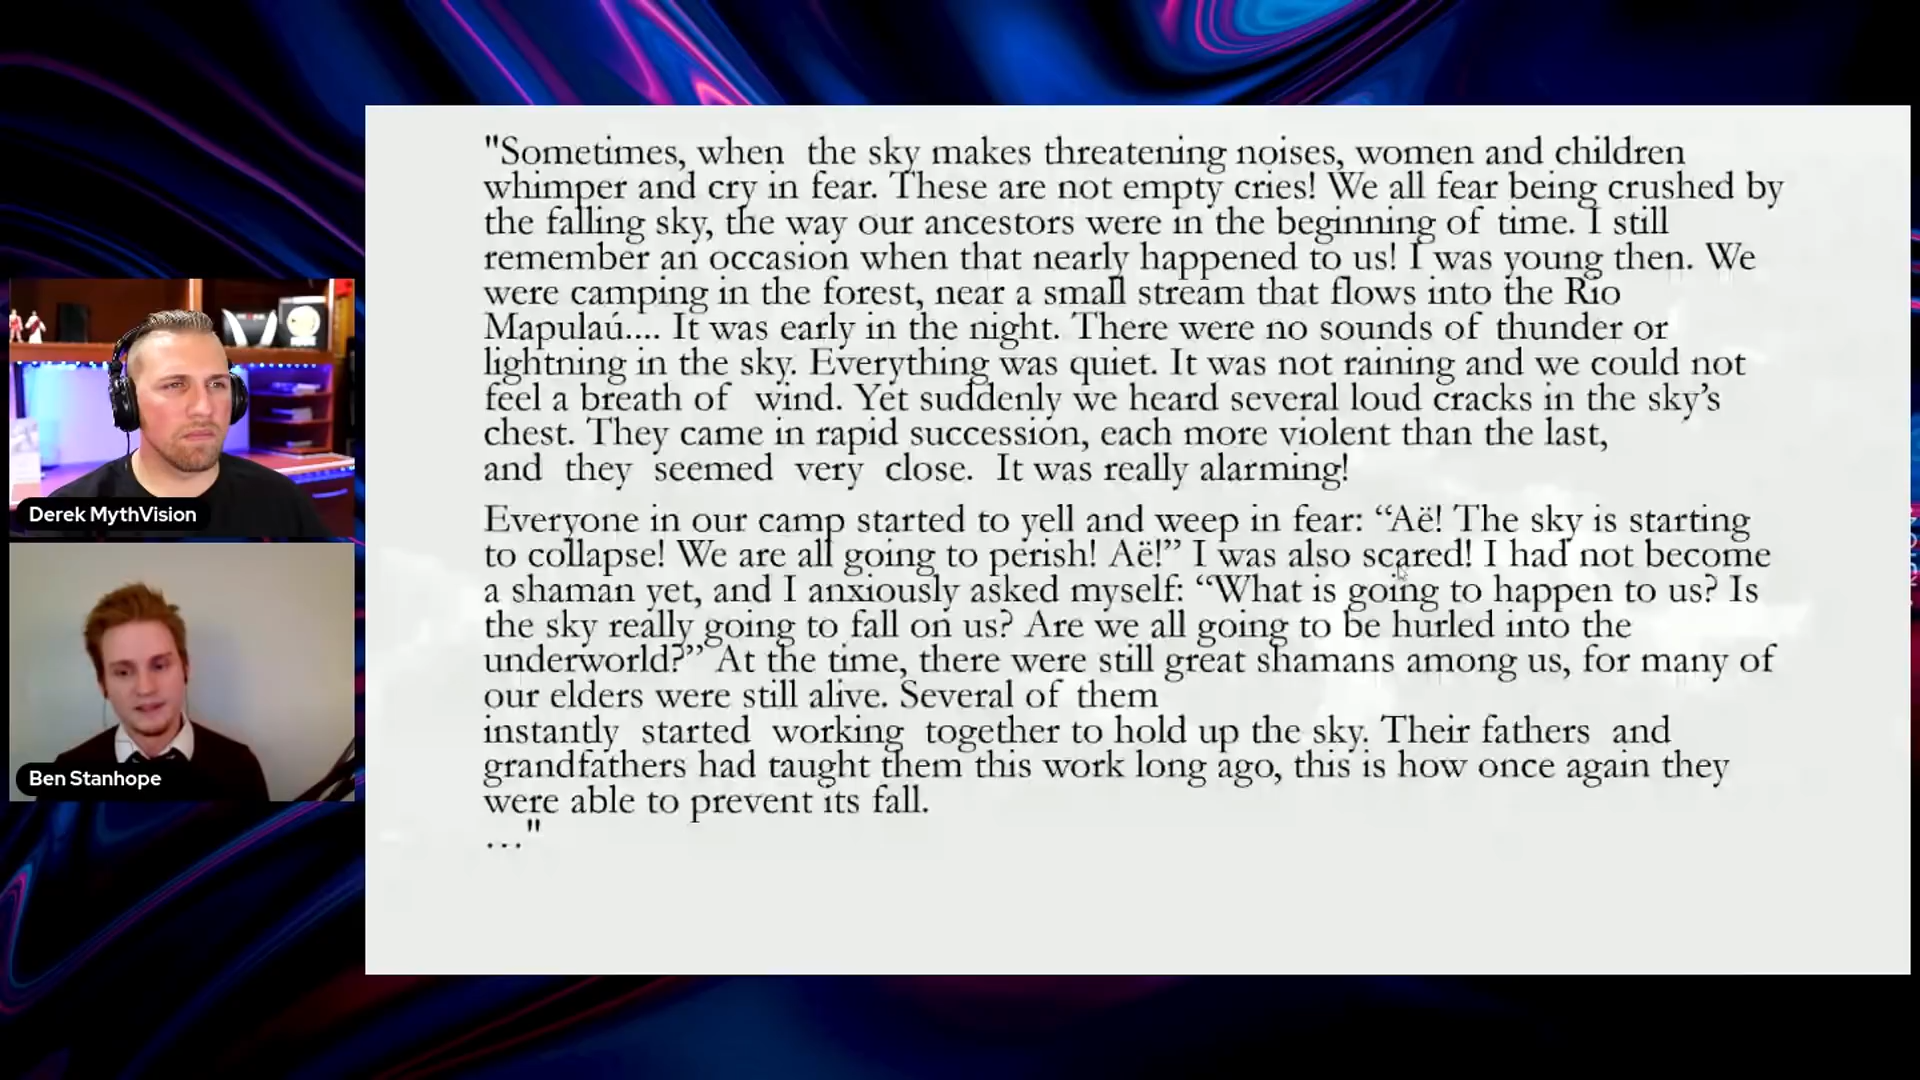 "Sometimes, when the sky makes threatening noises, women and children
whimper and cry in fear. These are not empty cries! We all fear being crushed by
the falling sky, the way our ancestors were in the beginning of time. I still
remember an occasion when that nearly happened to us! I was young then. We
were camping in the forest, near a small stream that flows into the Rio
Mapulaú.... It was early in the night. There were no sounds of thunder or
lightning in the sky. Everything was quiet. It was not raining and we could not
feel a breath of wind. Yet suddenly we heard several loud cracks in the sky’s
chest. They came in rapid succession, each more violent than the last,
and they seemed very close. It was really alarming!
Everyone in our camp started to yell and weep in fear: “Aë! The sky is starting
to collapse! We are all going to perish! Aë!” I was also scared! I had not become
a shaman yet, and I anxiously asked myself: “What is going to happen to us? Is
the sky really going to fall on us? Are we all going to be hurled into the
underworld?” At the time, there were still great shamans among us, for many of
our elders were still alive. Several of them
instantly started working together to hold up the sky. Their fathers and
grandfathers had taught them this work long ago, this is how once again they
were able to prevent its fall.
…"
Derek MythVision
Ben Stanhope